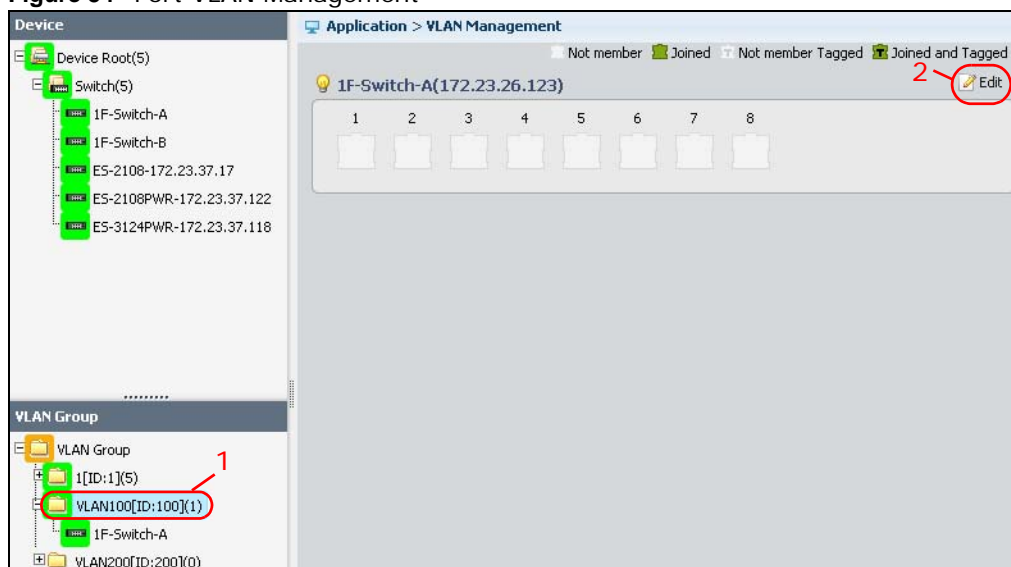 Device
Device Root(5)
Switch(5)
1F-Switch-A
1F-Switch-B
ES-2108-172.23.37.17
ES-2108PWR-172.23.37.122
ES-3124PWR-172.23.37.118
VLAN Group
VLAN Group
1[ID:1](5)
1
VLAN100[ID:100](1)
1F-Switch-A
VLAN200[ID:200](0)
Application > VLAN Management
Not member Joined Not member Tagged T Joined and Tagged
1F-Switch-A(172.23.26.123)
2
Edit
1 2 3 4 5 6 7 8